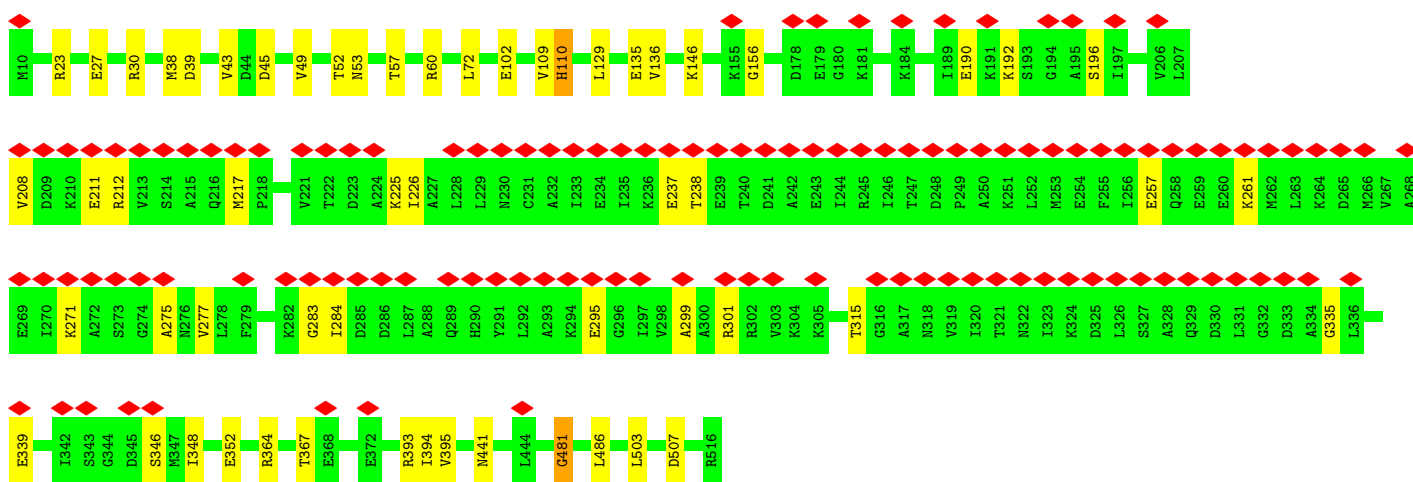 M10 R23 E27 R30 M38 D39 V43 D44 D45 V49 T52 N53 T57 R60 L72 E102 V109 H110 L129 E135 V136 K146 K155 G156 D178 E179 G180 K181 K184 I189 E190 K191 K192 S193 G194 A195 S196 I197 V206 L207
V208 D209 K210 E211 R212 V213 S214 A215 Q216 M217 P218 V221 T222 D223 A224 K225 I226 A227 L228 L229 N230 C231 A232 I233 E234 I235 K236 E237 T238 E239 T240 D241 A242 E243 I244 R245 I246 T247 D248 P249 A250 K251 L252 M253 E254 F255 I256 E257 Q258 E259 E260 K261 M262 L263 K264 D265 M266 V267 A268
E269 I270 K271 A272 S273 G274 A275 N276 V277 L278 F279 K282 G283 I284 D285 D286 L287 A288 Q289 H290 Y291 L292 A293 K294 E295 G296 I297 V298 A299 A300 R301 R302 V303 K304 K305 T315 G316 A317 N318 V319 I320 T321 N322 I323 K324 D325 L326 S327 A328 Q329 D330 L331 G332 D333 A334 G335 L336
E339 I342 S343 G344 D345 S346 M347 I348 E352 R364 T367 E368 E372 R393 I394 V395 N441 L444 G481 L486 L503 D507 R516